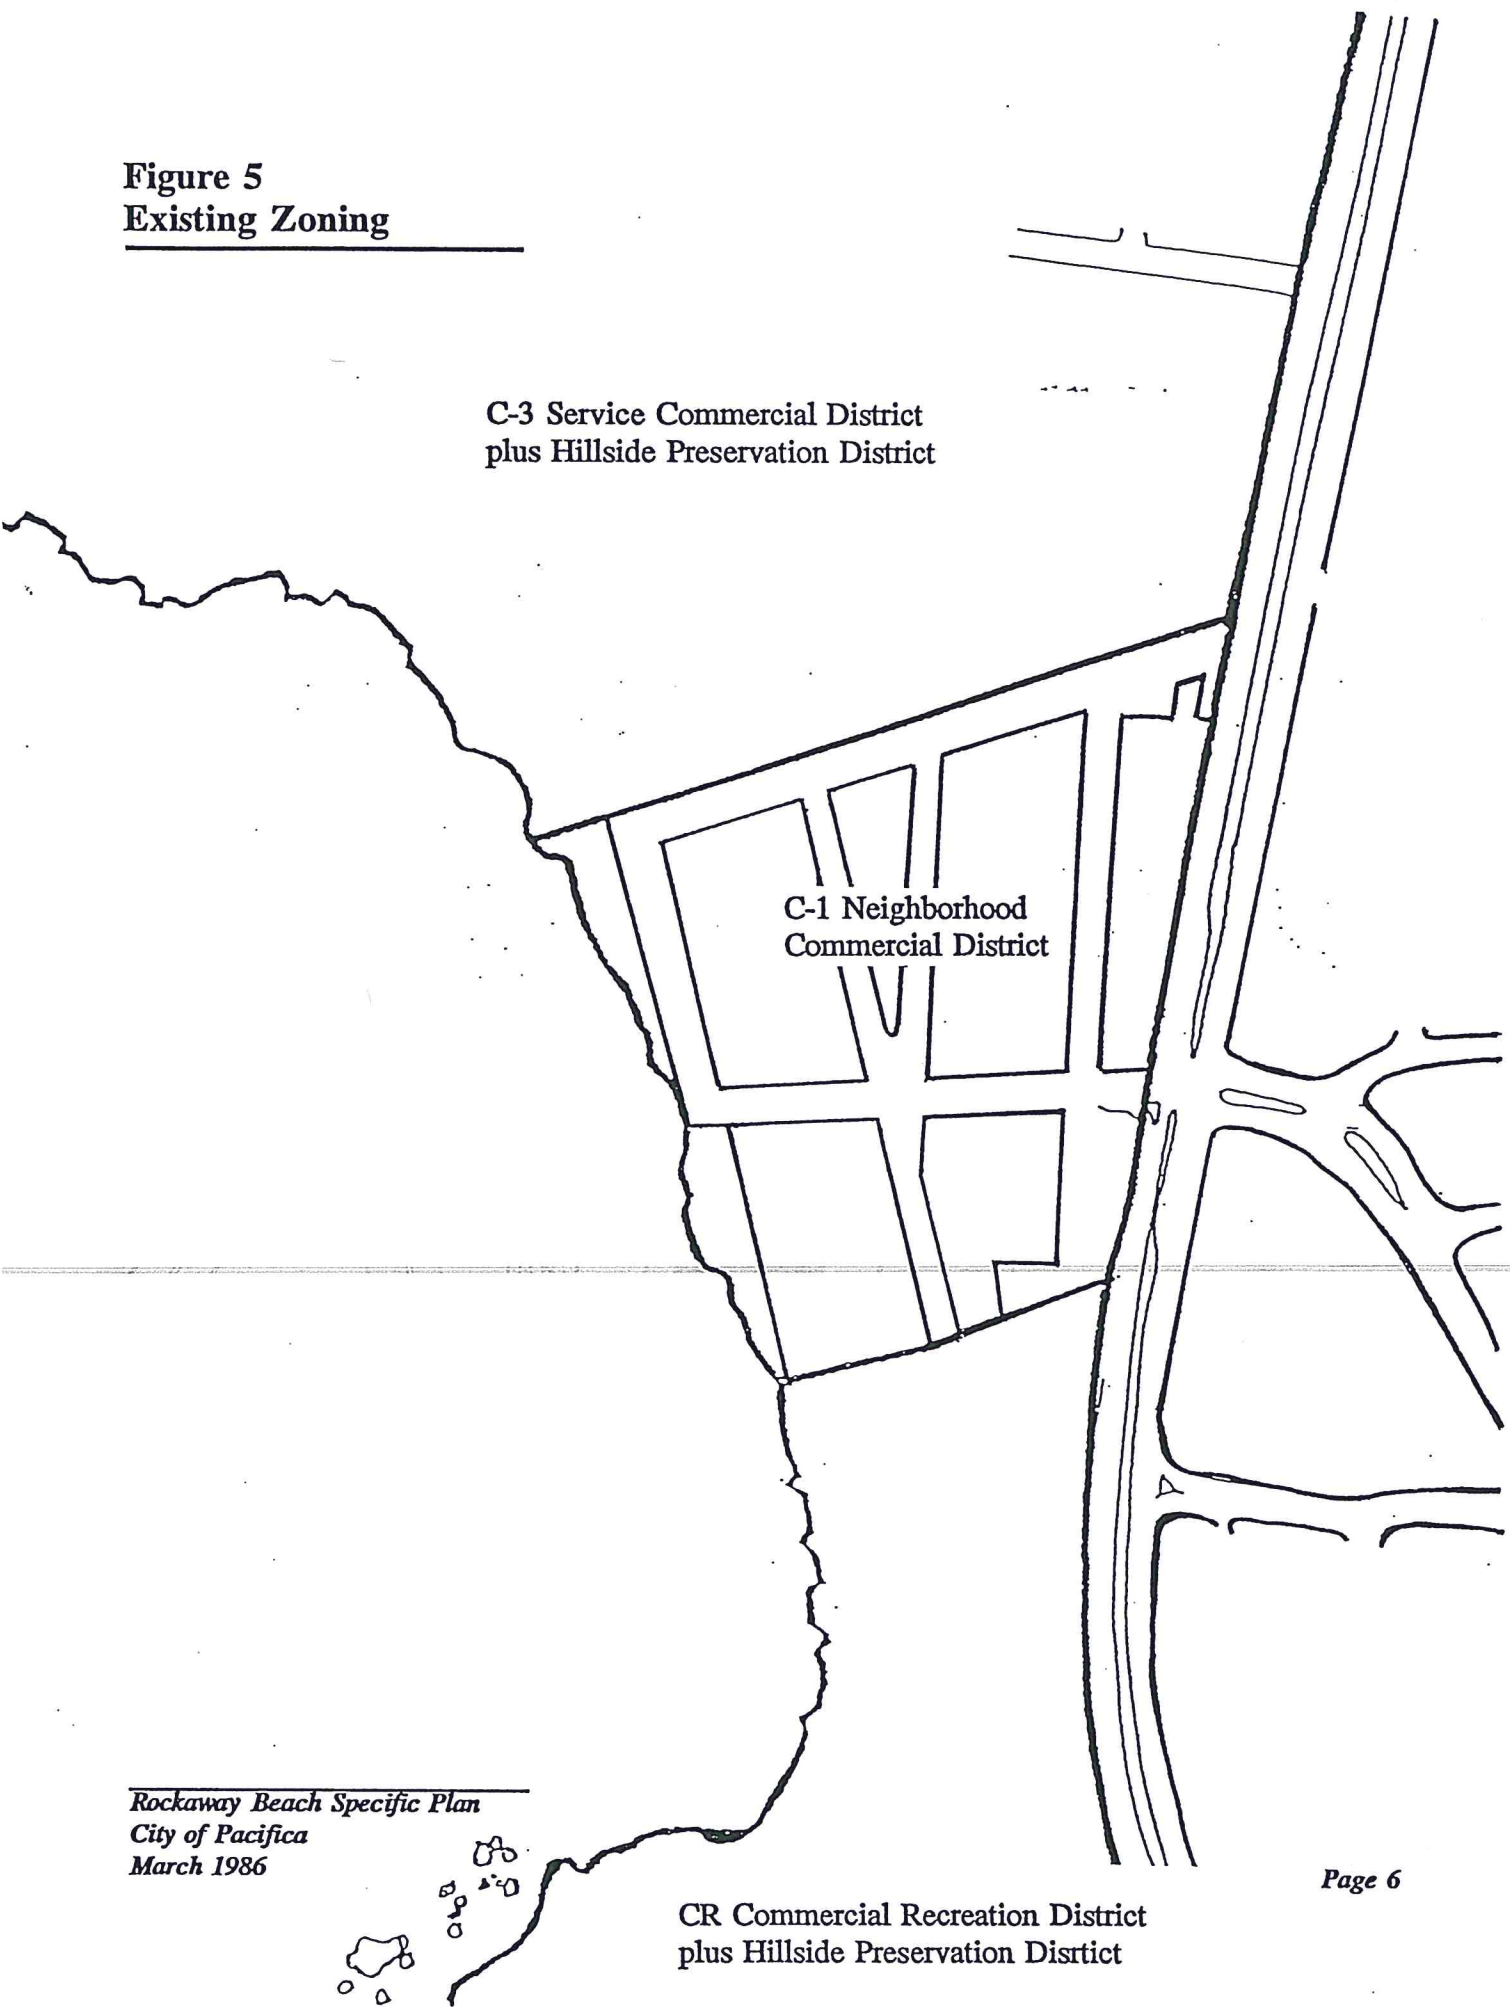 Figure 5
Existing Zoning
C-3 Service Commercial District
plus Hillside Preservation District
C-1 Neighborhood
Commercial District
Rockaway Beach Specific Plan
City of Pacifica
March 1986
Page 6
CR Commercial Recreation District
plus Hillside Preservation Disrtict